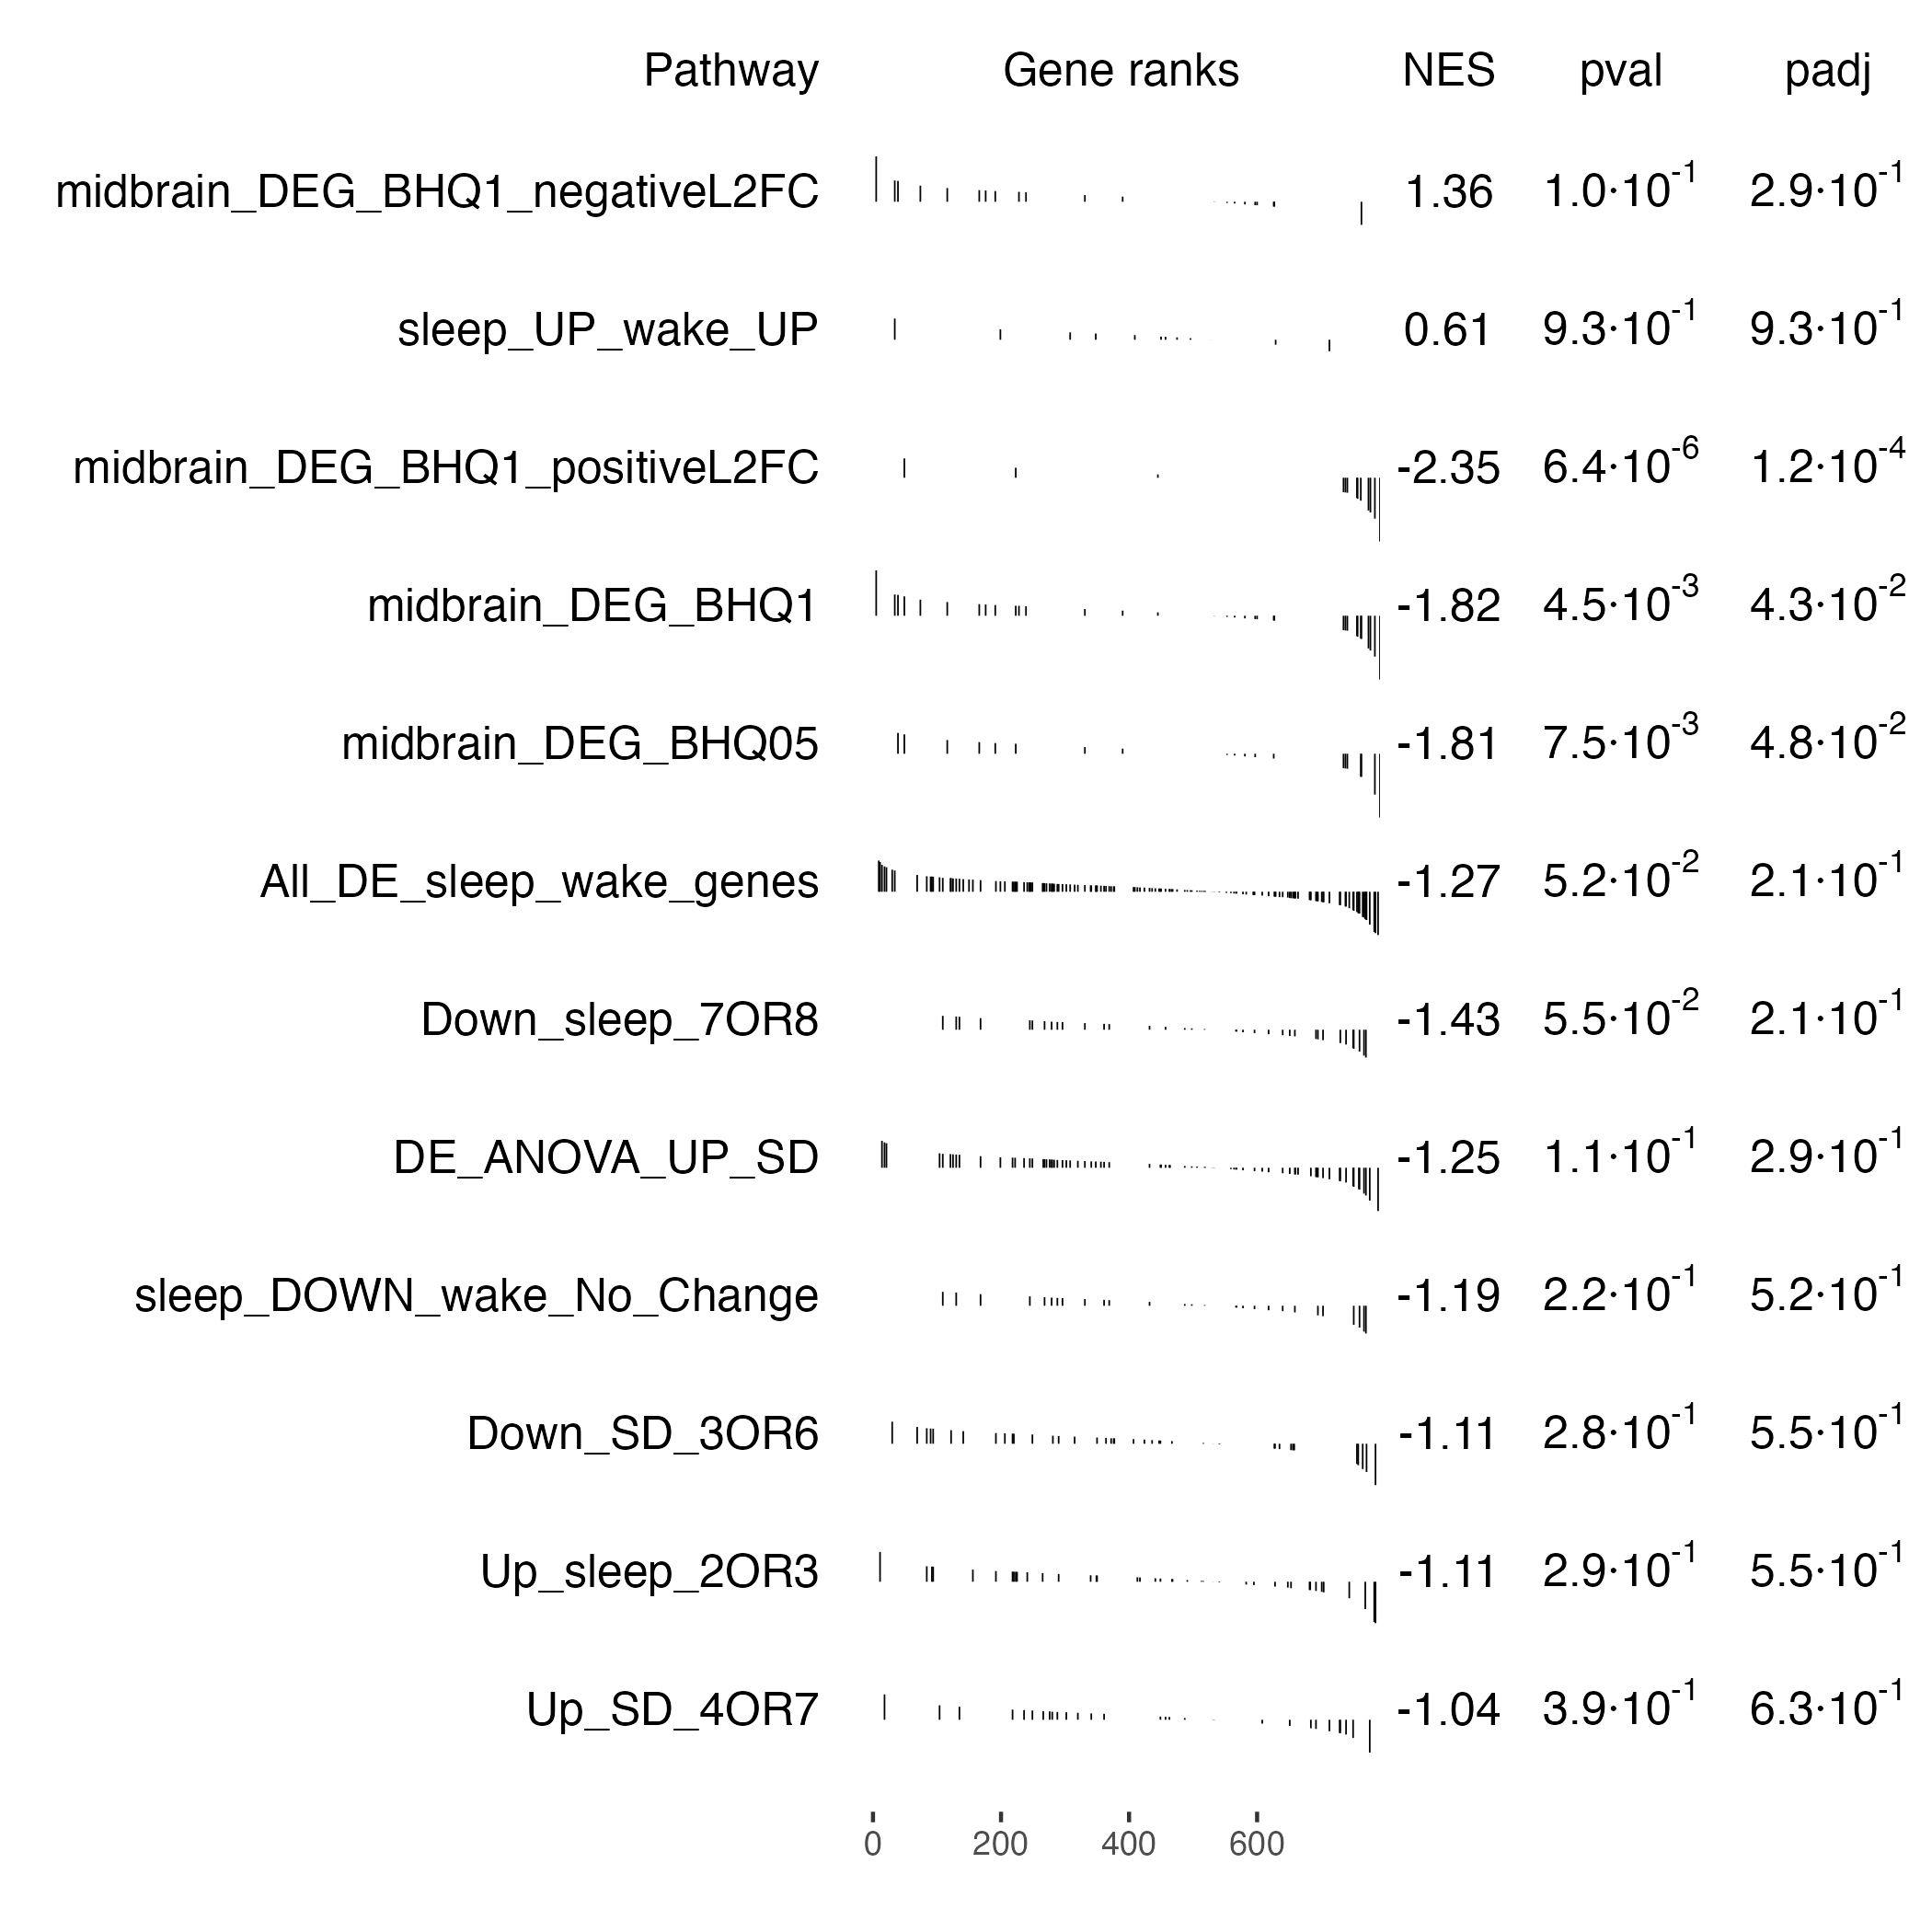 Pathway Gene ranks NES pval padj
midbrain_DEG_BHQ1_negativeL2FC 1.36 1.0·10⁻¹ 2.9·10⁻¹
sleep_UP_wake_UP 0.61 9.3·10⁻¹ 9.3·10⁻¹
midbrain_DEG_BHQ1_positiveL2FC -2.35 6.4·10⁻⁶ 1.2·10⁻⁴
midbrain_DEG_BHQ1 -1.82 4.5·10⁻³ 4.3·10⁻²
midbrain_DEG_BHQ05 -1.81 7.5·10⁻³ 4.8·10⁻²
All_DE_sleep_wake_genes -1.27 5.2·10⁻² 2.1·10⁻¹
Down_sleep_7OR8 -1.43 5.5·10⁻² 2.1·10⁻¹
DE_ANOVA_UP_SD -1.25 1.1·10⁻¹ 2.9·10⁻¹
sleep_DOWN_wake_No_Change -1.19 2.2·10⁻¹ 5.2·10⁻¹
Down_SD_3OR6 -1.11 2.8·10⁻¹ 5.5·10⁻¹
Up_sleep_2OR3 -1.11 2.9·10⁻¹ 5.5·10⁻¹
Up_SD_4OR7 -1.04 3.9·10⁻¹ 6.3·10⁻¹
0 200 400 600